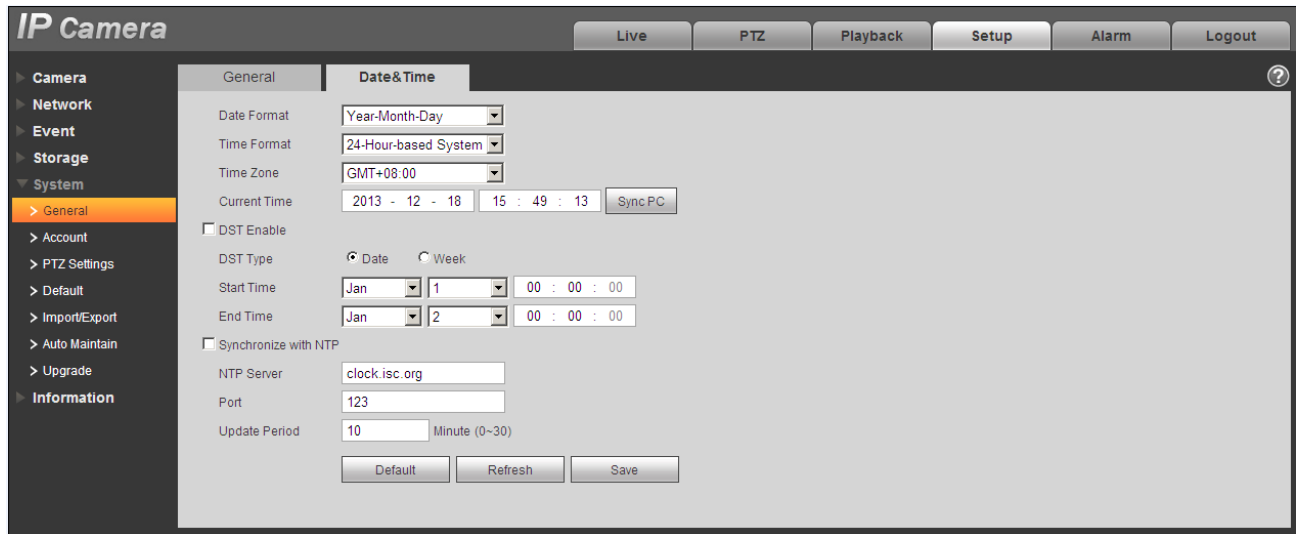 IP Camera
Live PTZ Playback Setup Alarm Logout
Camera
Network
Event
Storage
System
> General
> Account
> PTZ Settings
> Default
> Import/Export
> Auto Maintain
> Upgrade
Information
General Date&Time ?
Date Format Year-Month-Day
Time Format 24-Hour-based System
Time Zone GMT+08:00
Current Time 2013 - 12 - 18 15 : 49 : 13 Sync PC
DST Enable
DST Type Date Week
Start Time Jan 1 00 : 00 : 00
End Time Jan 2 00 : 00 : 00
Synchronize with NTP
NTP Server clock.isc.org
Port 123
Update Period 10 Minute (0~30)
Default Refresh Save